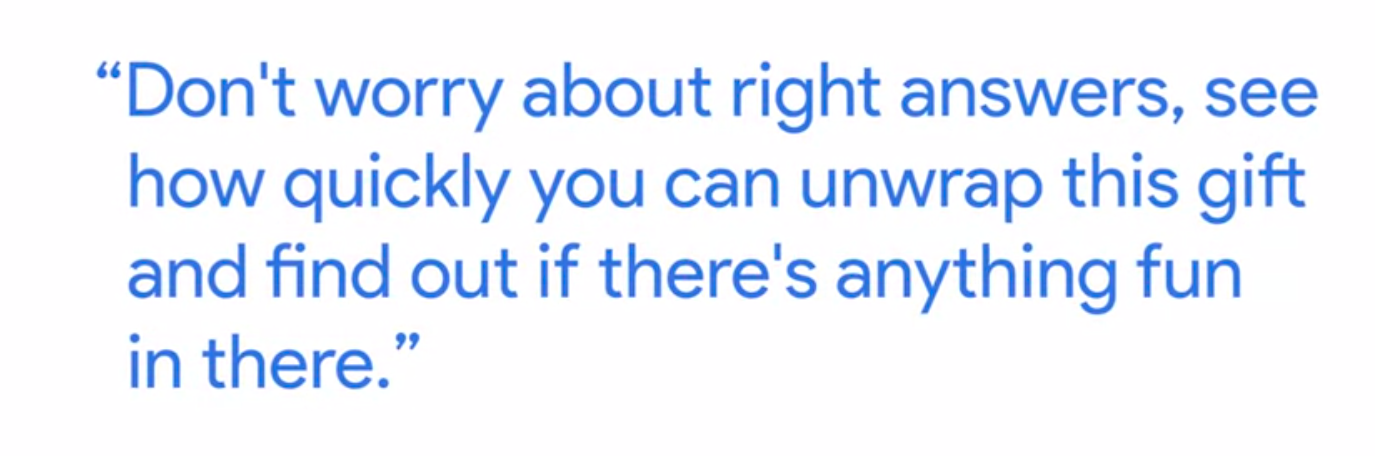 “Don't worry about right answers, see
how quickly you can unwrap this gift
and find out if there's anything fun
in there.”